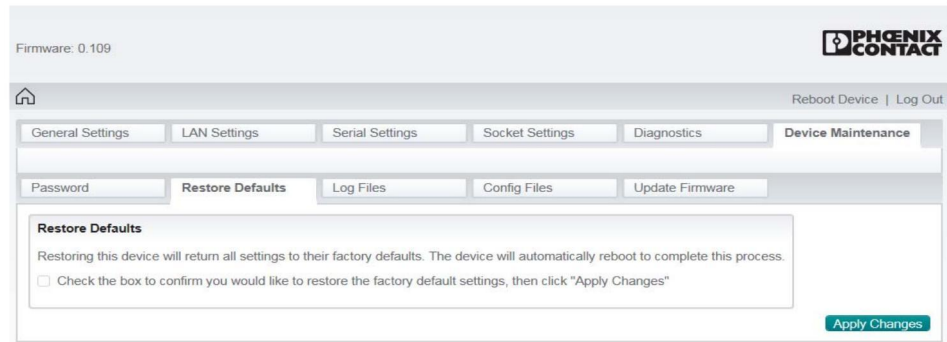 Firmware: 0.109
PHŒNIX
CONTACT
Reboot Device | Log Out
General Settings
LAN Settings
Serial Settings
Socket Settings
Diagnostics
Device Maintenance
Password
Restore Defaults
Log Files
Config Files
Update Firmware
Restore Defaults
Restoring this device will return all settings to their factory defaults. The device will automatically reboot to complete this process.
Check the box to confirm you would like to restore the factory default settings, then click "Apply Changes"
Apply Changes